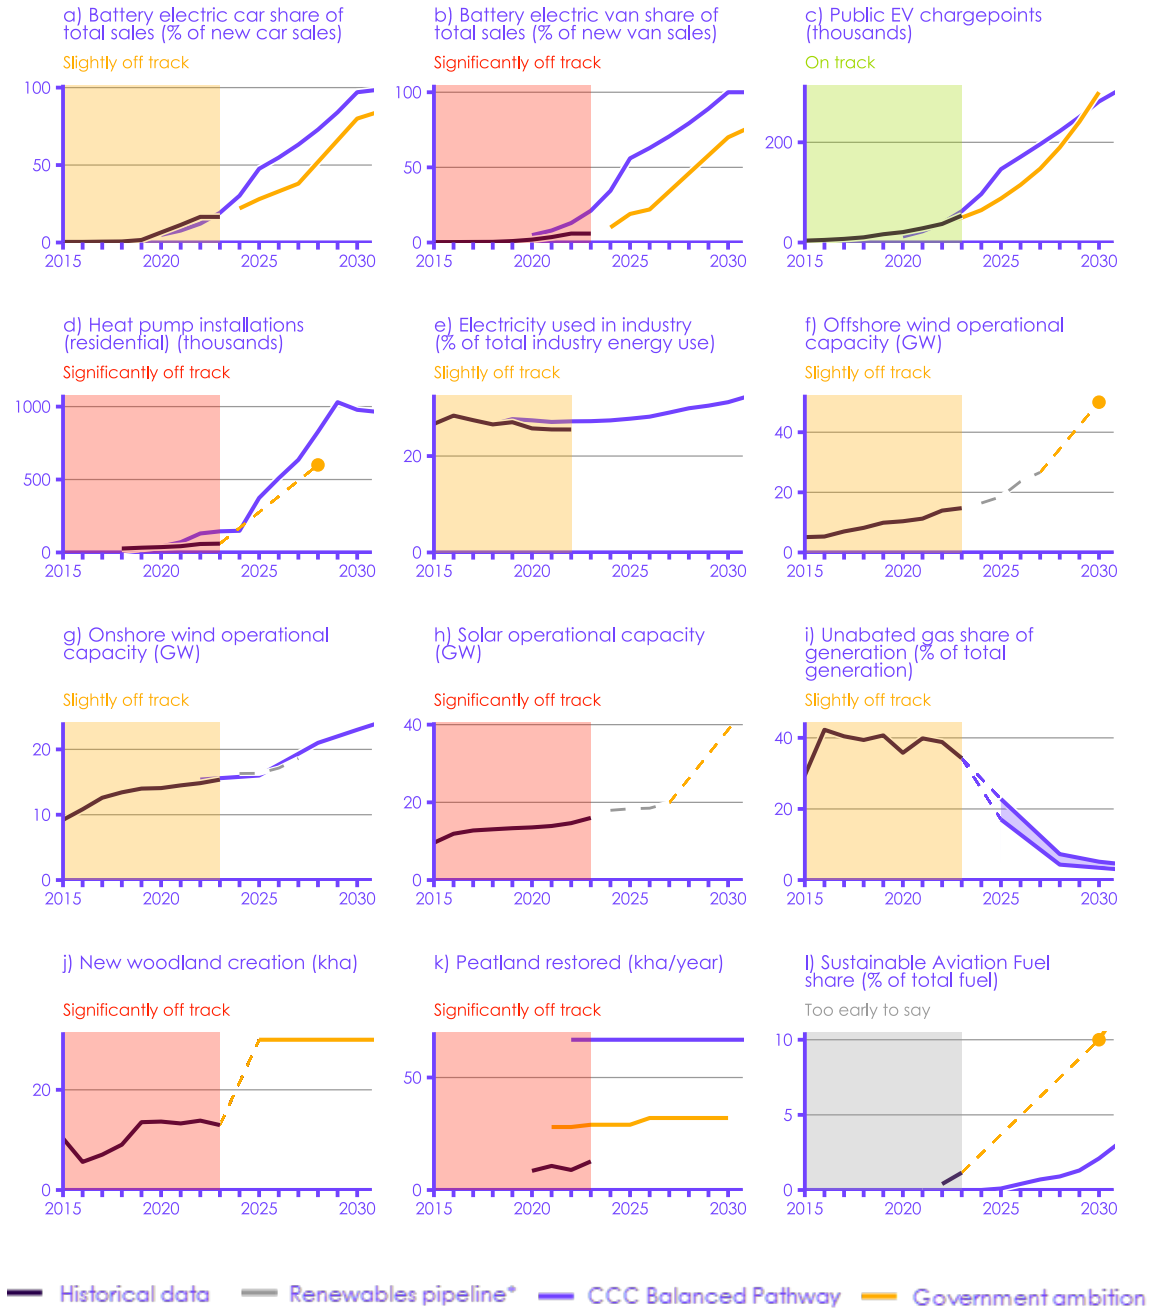 a) Battery electric car share of
total sales (% of new car sales)
Slightly off track
100
50
0
2015 2020 2025 2030
b) Battery electric van share of
total sales (% of new van sales)
Significantly off track
100
50
0
2015 2020 2025 2030
c) Public EV chargepoints
(thousands)
On track
200
0
2015 2020 2025 2030
d) Heat pump installations
(residential) (thousands)
Significantly off track
1000
500
0
2015 2020 2025 2030
e) Electricity used in industry
(% of total industry energy use)
Slightly off track
20
0
2015 2020 2025 2030
f) Offshore wind operational
capacity (GW)
Slightly off track
40
20
0
2015 2020 2025 2030
g) Onshore wind operational
capacity (GW)
Slightly off track
20
10
0
2015 2020 2025 2030
h) Solar operational capacity
(GW)
Significantly off track
40
20
0
2015 2020 2025 2030
i) Unabated gas share of
generation (% of total
generation)
Slightly off track
40
20
0
2015 2020 2025 2030
j) New woodland creation (kha)
Significantly off track
20
0
2015 2020 2025 2030
k) Peatland restored (kha/year)
Significantly off track
50
0
2015 2020 2025 2030
l) Sustainable Aviation Fuel
share (% of total fuel)
Too early to say
10
5
0
2015 2020 2025 2030
Historical data Renewables pipeline* CCC Balanced Pathway Government ambition